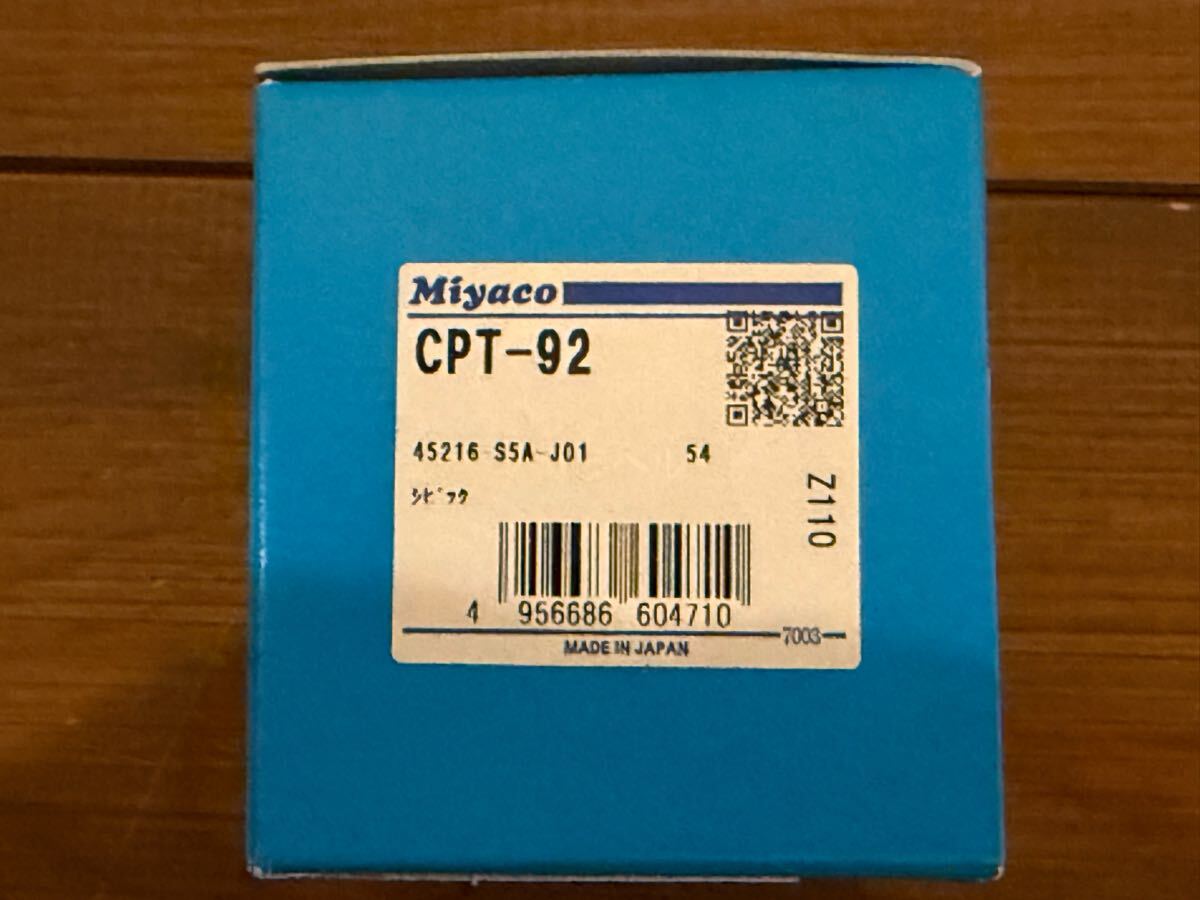 Miyaco
CPT-92
45216-S5A-J01 54
ｼﾋﾞｯｸ
Z110
4 956686 604710
7003
MADE IN JAPAN